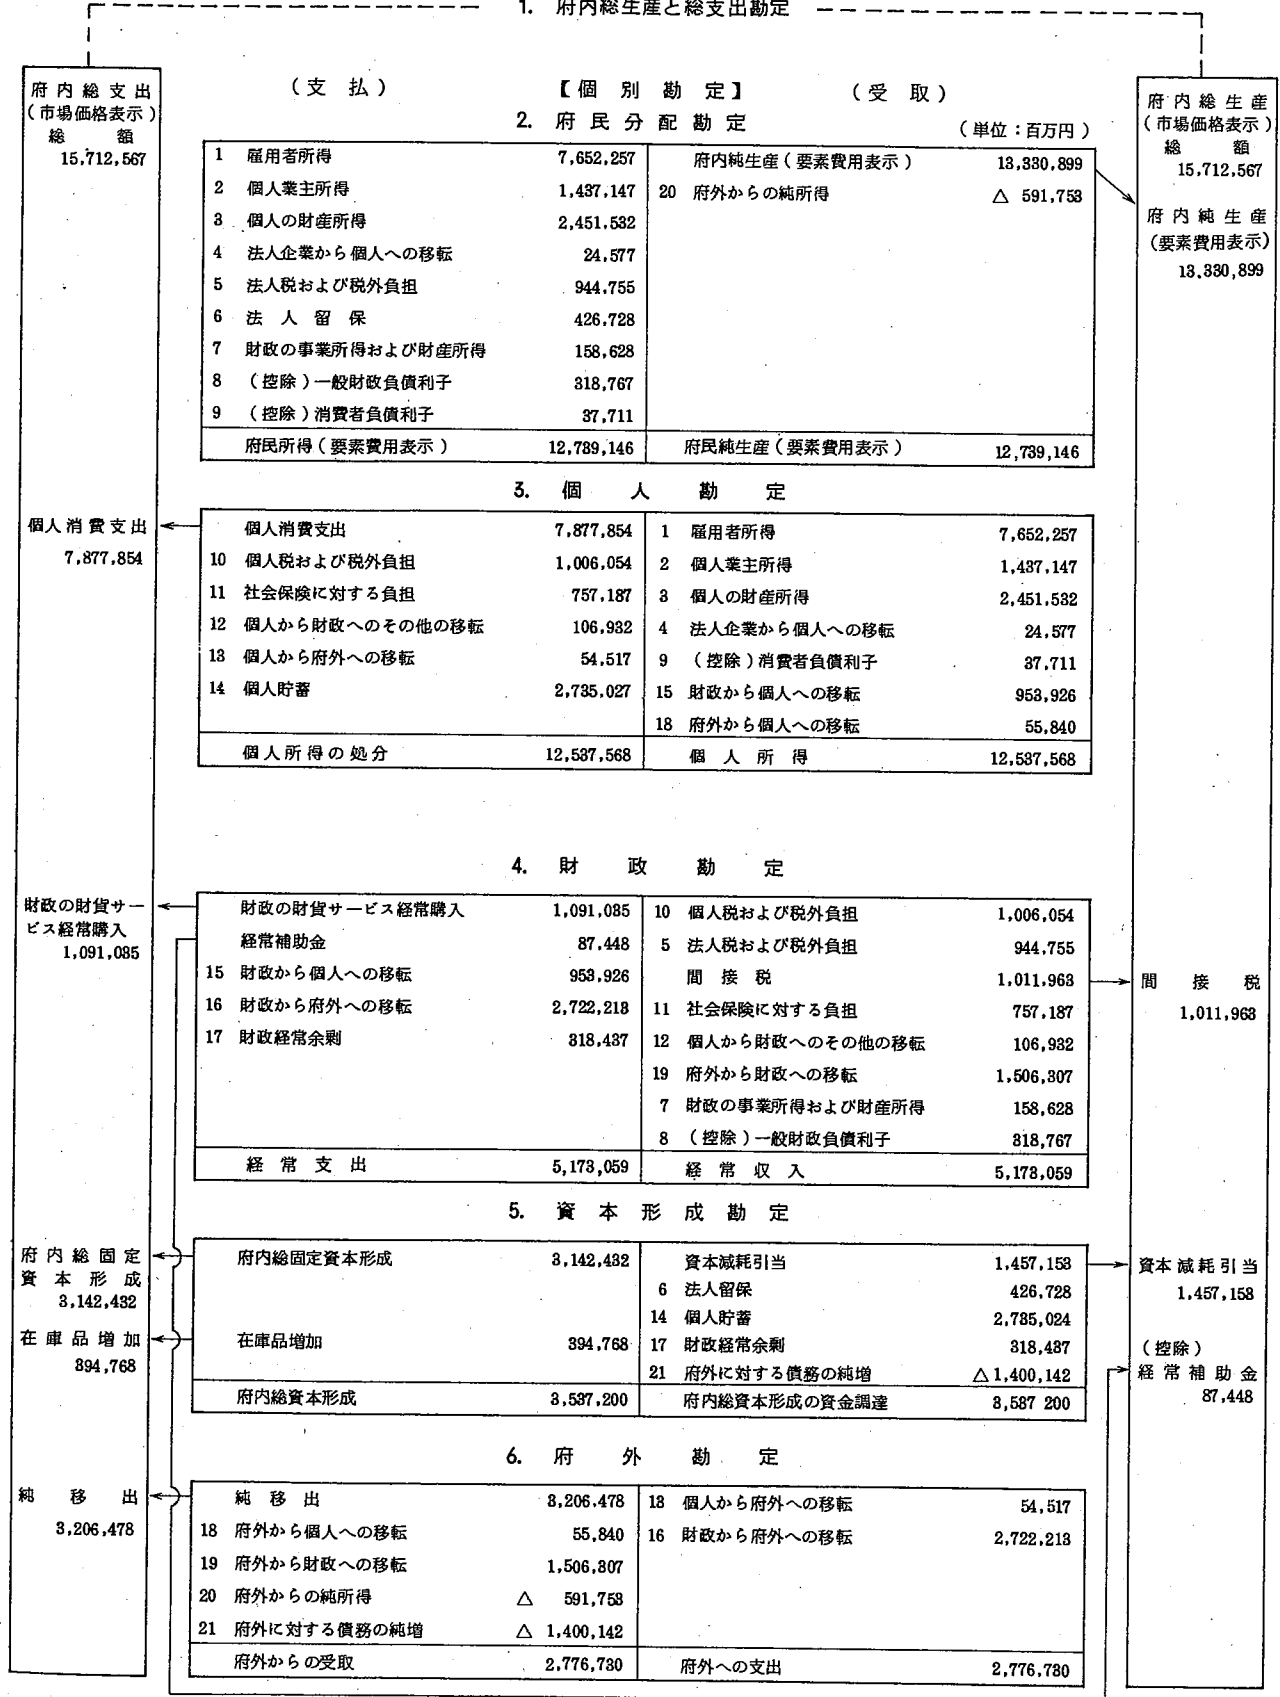 1. 府内総生産と総支出勘定
府内総支出
(市場価格表示)
総額
15,712,567
個人消費支出
7,877,854
財政の財貨サー
ビス経常購入
1,091,085
府内総固定
資本形成
3,142,432
在庫品増加
394,768
純移出
3,206,478
(支払) 【個別勘定】 (受取)
2. 府民分配勘定
(単位:百万円)
1 雇用者所得 7,652,257 府内純生産(要素費用表示) 13,330,899
2 個人業主所得 1,437,147 20 府外からの純所得 △ 591,753
3 個人の財産所得 2,451,532
4 法人企業から個人への移転 24,577
5 法人税および税外負担 944,755
6 法人留保 426,728
7 財政の事業所得および財産所得 158,628
8 (控除)一般財政負債利子 318,767
9 (控除)消費者負債利子 37,711
府民所得(要素費用表示) 12,739,146 府民純生産(要素費用表示) 12,739,146
3. 個人勘定
個人消費支出 7,877,854 1 雇用者所得 7,652,257
10 個人税および税外負担 1,006,054 2 個人業主所得 1,437,147
11 社会保険に対する負担 757,187 3 個人の財産所得 2,451,532
12 個人から財政へのその他の移転 106,932 4 法人企業から個人への移転 24,577
13 個人から府外への移転 54,517 9 (控除)消費者負債利子 37,711
14 個人貯蓄 2,735,027 15 財政から個人への移転 953,926
18 府外から個人への移転 55,840
個人所得の処分 12,537,568 個人所得 12,537,568
4. 財政勘定
財政の財貨サービス経常購入 1,091,035 10 個人税および税外負担 1,006,054
経常補助金 87,448 5 法人税および税外負担 944,755
15 財政から個人への移転 953,926 間接税 1,011,963
16 財政から府外への移転 2,722,213 11 社会保険に対する負担 757,187
17 財政経常余剰 318,437 12 個人から財政へのその他の移転 106,932
19 府外から財政への移転 1,506,307
7 財政の事業所得および財産所得 158,628
8 (控除)一般財政負債利子 318,767
経常支出 5,173,059 経常収入 5,173,059
5. 資本形成勘定
府内総固定資本形成 3,142,432 資本減耗引当 1,457,153
6 法人留保 426,728
14 個人貯蓄 2,735,024
在庫品増加 394,768 17 財政経常余剰 318,437
21 府外に対する債務の純増 △1,400,142
府内総資本形成 3,537,200 府内総資本形成の資金調達 3,537 200
6. 府外勘定
純移出 3,206,478 13 個人から府外への移転 54,517
18 府外から個人への移転 55,840 16 財政から府外への移転 2,722,213
19 府外から財政への移転 1,506,307
20 府外からの純所得 △ 591,753
21 府外に対する債務の純増 △ 1,400,142
府外からの受取 2,776,730 府外への支出 2,776,730
府内総生産
(市場価格表示)
総額
15,712,567
府内純生産
(要素費用表示)
13,330,899
間接税
1,011,963
資本減耗引当
1,457,153
(控除)
経常補助金
87,448